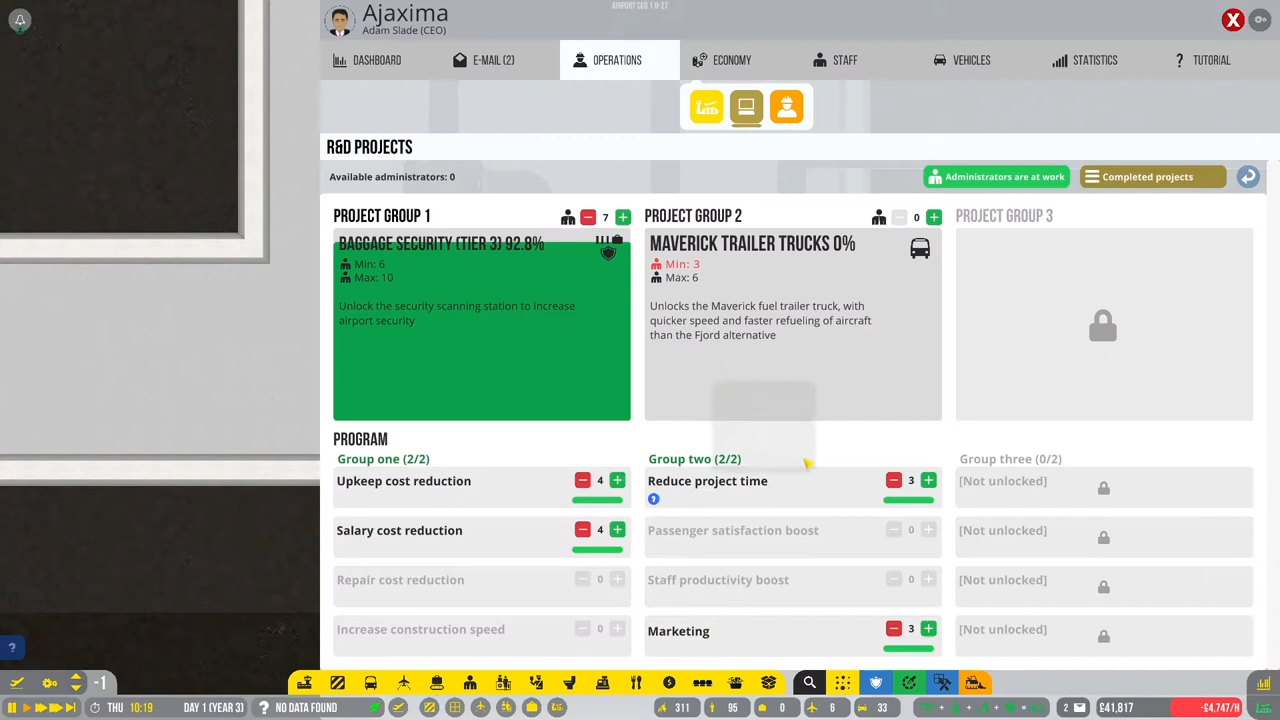 AIRPORT CEO 1.0-27
Ajaxima
Adam Slade (CEO)
X
DASHBOARD
E-MAIL (2)
OPERATIONS
ECONOMY
STAFF
VEHICLES
STATISTICS
? TUTORIAL
R&D PROJECTS
Available administrators: 0
Administrators are at work
Completed projects
PROJECT GROUP 1
7
PROJECT GROUP 2
0
PROJECT GROUP 3
BAGGAGE SECURITY (TIER 3) 92.8%
Min: 6
Max: 10
Unlock the security scanning station to increase
airport security
MAVERICK TRAILER TRUCKS 0%
Min: 3
Max: 6
Unlocks the Maverick fuel trailer truck, with
quicker speed and faster refueling of aircraft
than the Fjord alternative
PROGRAM
Group one (2/2)
Group two (2/2)
Group three (0/2)
Upkeep cost reduction
4
Reduce project time
3
[Not unlocked]
Salary cost reduction
4
Passenger satisfaction boost
0
[Not unlocked]
Repair cost reduction
0
Staff productivity boost
0
[Not unlocked]
Increase construction speed
0
Marketing
3
[Not unlocked]
?
-1
THU 10:19
DAY 1 (YEAR 3)
? NO DATA FOUND
311
95
0
6
33
2
£41,817
-£4,747/H